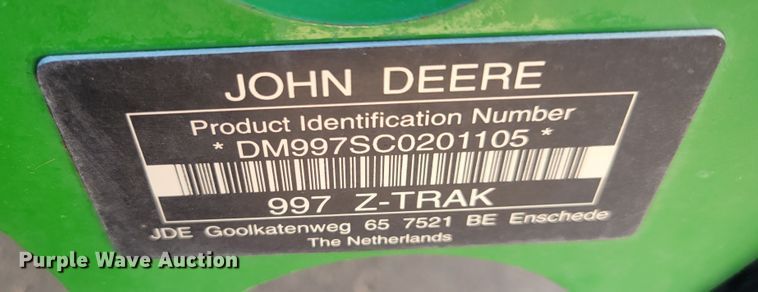 JOHN DEERE
Product Identification Number
* DM997SC0201105 *
997 Z-TRAK
JDE Goolkatenweg 65 7521 BE Enschede
The Netherlands
Purple Wave Auction